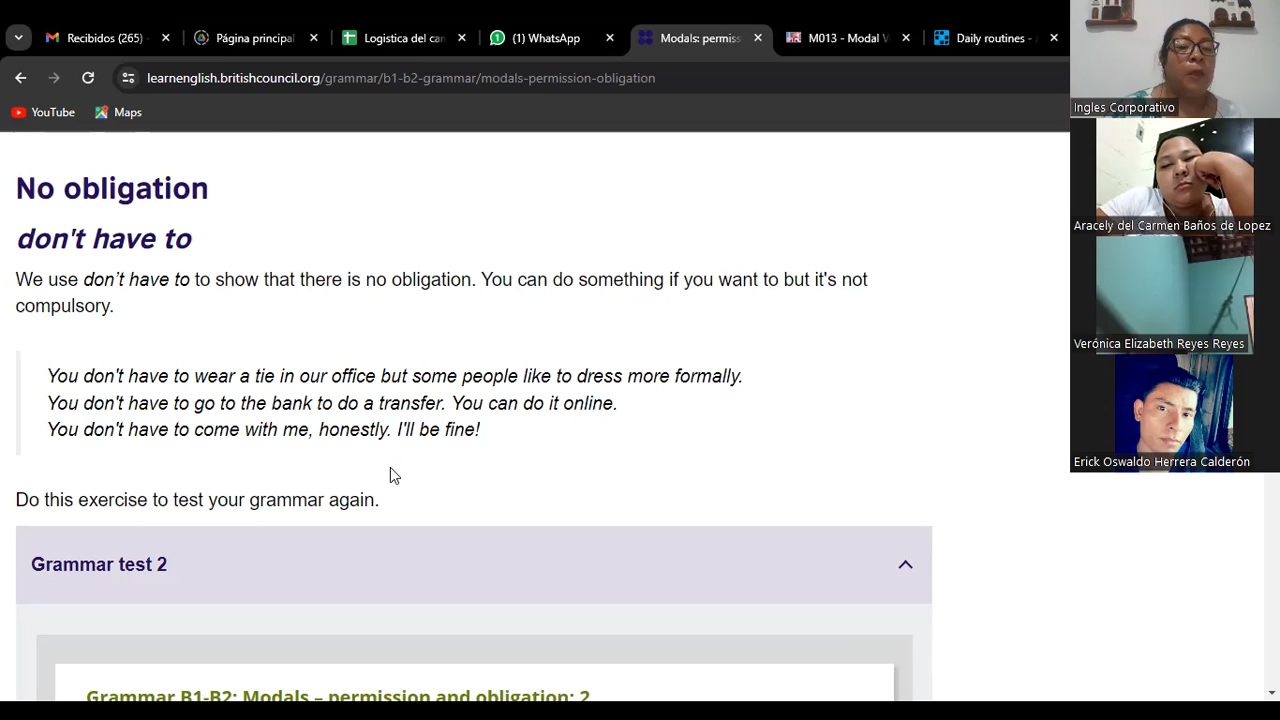 Recibidos (265)
Página principal
Logistica del can
(1) WhatsApp
Modals: permiss
M013 - Modal V
Daily routines - A
learnenglish.britishcouncil.org/grammar/b1-b2-grammar/modals-permission-obligation
YouTube
Maps
No obligation
don't have to
We use don't have to to show that there is no obligation. You can do something if you want to but it's not
compulsory.
You don't have to wear a tie in our office but some people like to dress more formally.
You don't have to go to the bank to do a transfer. You can do it online.
You don't have to come with me, honestly. I'll be fine!
Do this exercise to test your grammar again.
Grammar test 2
Grammar B1-B2: Modals – permission and obligation: 2
Ingles Corporativo
Aracely del Carmen Baños de Lopez
Verónica Elizabeth Reyes Reyes
Erick Oswaldo Herrera Calderón